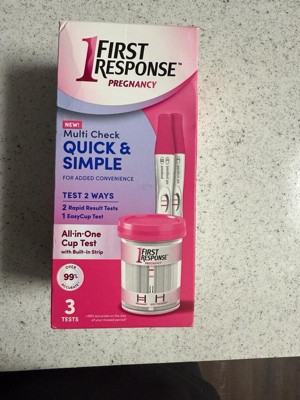 1 FIRST
RESPONSE™
PREGNANCY
NEW!
Multi Check
QUICK &
SIMPLE
FOR ADDED CONVENIENCE
TEST 2 WAYS
2 Rapid Result Tests
1 EasyCup Test
All-in-One
Cup Test
with Built-in Strip
OVER
99%
ACCURATE*
3
TESTS
1 FIRST
RESPONSE
PREGNANCY